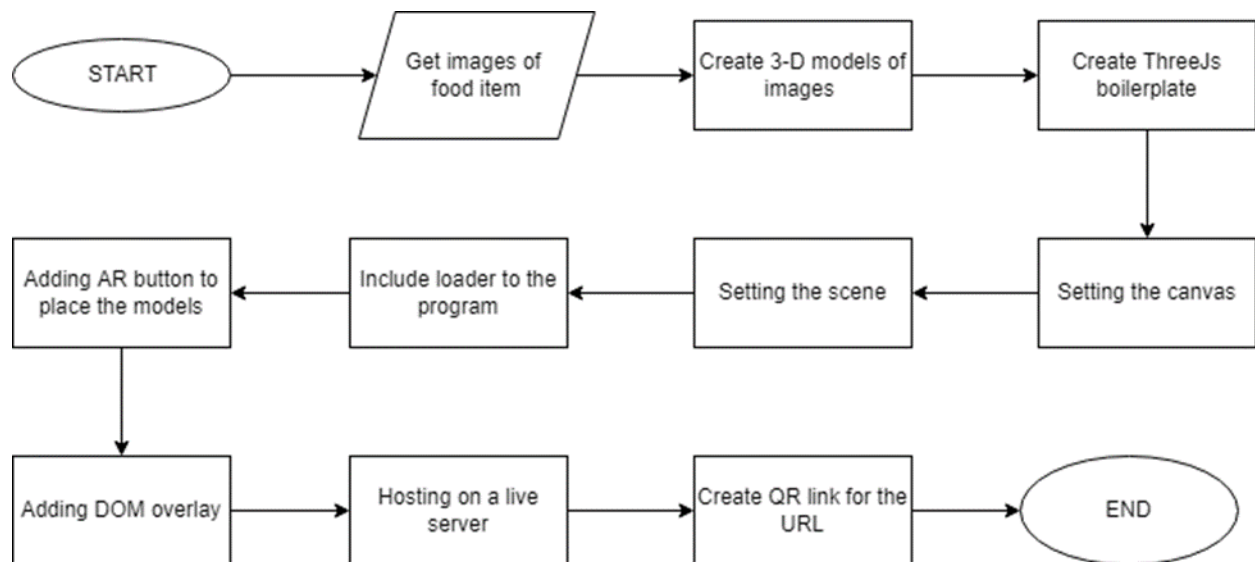 START
Get images of
food item
Create 3-D models of
images
Create ThreeJs
boilerplate
Adding AR button to
place the models
Include loader to the
program
Setting the scene
Setting the canvas
Adding DOM overlay
Hosting on a live
server
Create QR link for the
URL
END